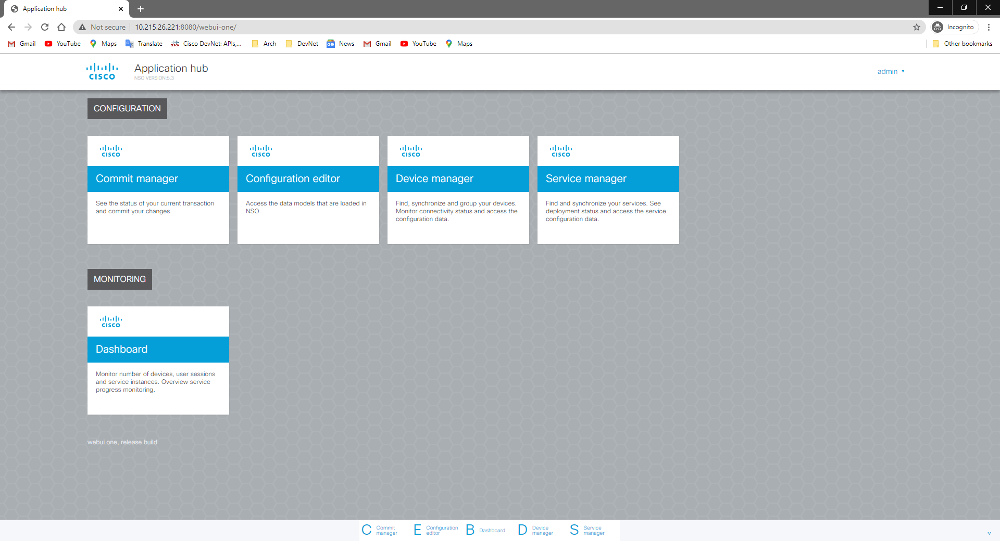 Application hub
Not secure | 10.215.26.221:8080/webui-one/
Incognito
Gmail
YouTube
Maps
Translate
Cisco DevNet: APIs,...
Arch
DevNet
News
Gmail
YouTube
Maps
Other bookmarks
CISCO
Application hub
NSO VERSION:5.3
admin
CONFIGURATION
CISCO
Commit manager
See the status of your current transaction
and commit your changes.
CISCO
Configuration editor
Access the data models that are loaded in
NSO.
CISCO
Device manager
Find, synchronize and group your devices.
Monitor connectivity status and access the
configuration data.
CISCO
Service manager
Find and synchronize your services. See
deployment status and access the service
configuration data.
MONITORING
CISCO
Dashboard
Monitor number of devices, user sessions
and service instances. Overview service
progress monitoring.
webui one, release build
C Commit
manager
E Configuration
editor
B Dashboard
D Device
manager
S Service
manager